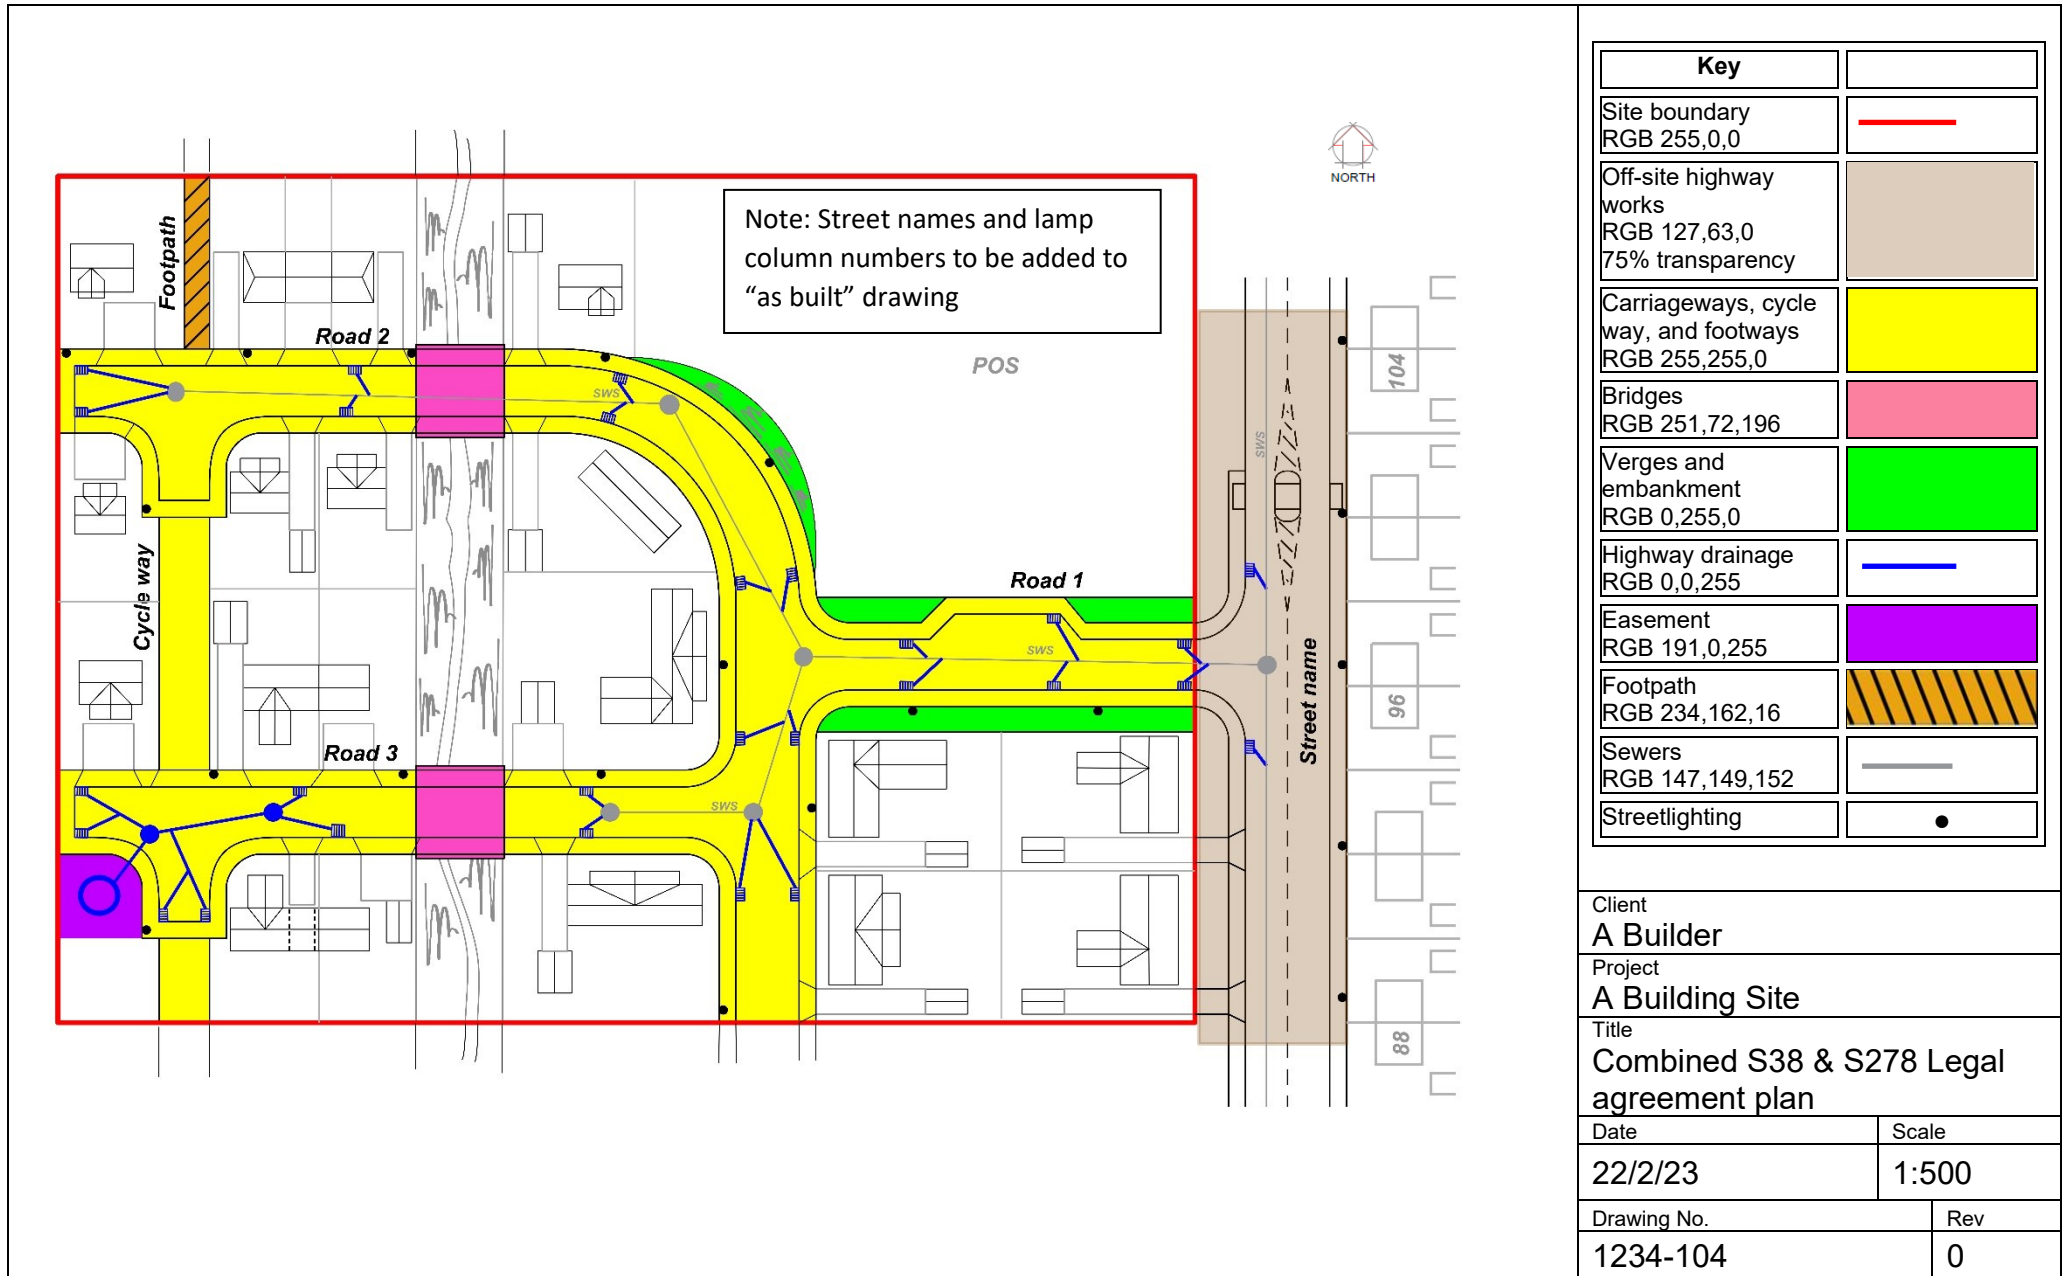 NORTH
Note: Street names and lamp
column numbers to be added to
“as built” drawing
Footpath
Road 2
POS
104
sws
sws
Cycle way
Road 1
sws
Street name
96
Road 3
sws
88
Key
Site boundary
RGB 255,0,0
Off-site highway
works
RGB 127,63,0
75% transparency
Carriageways, cycle
way, and footways
RGB 255,255,0
Bridges
RGB 251,72,196
Verges and
embankment
RGB 0,255,0
Highway drainage
RGB 0,0,255
Easement
RGB 191,0,255
Footpath
RGB 234,162,16
Sewers
RGB 147,149,152
Streetlighting
Client
A Builder
Project
A Building Site
Title
Combined S38 & S278 Legal
agreement plan
Date
Scale
22/2/23
1:500
Drawing No.
Rev
1234-104
0